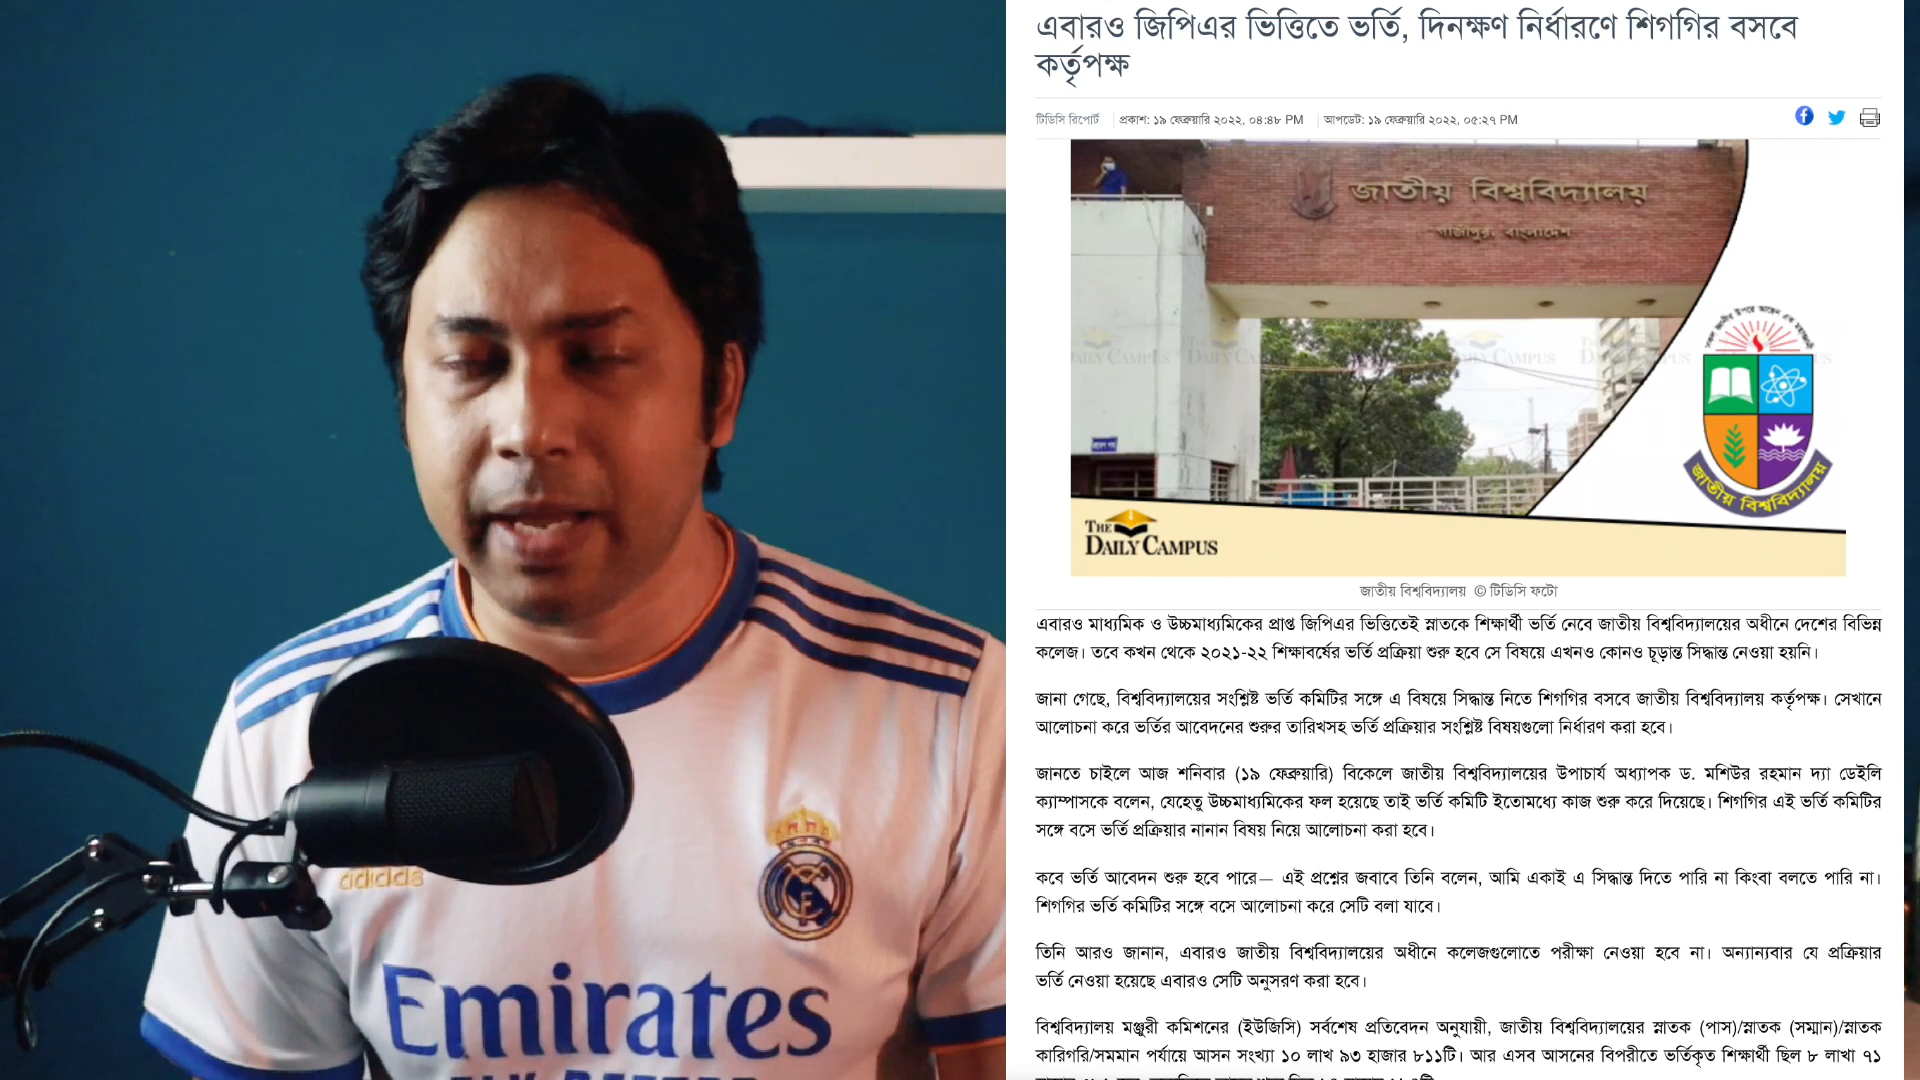 এবারও জিপিএর ভিত্তিতে ভর্তি, দিনক্ষণ নির্ধারণে শিগগির বসবে
কর্তৃপক্ষ
টিডিসি রিপোর্ট
প্রকাশ: ১৯ ফেব্রুয়ারি ২০২২, ০৪:৪৮ PM
আপডেট: ১৯ ফেব্রুয়ারি ২০২২, ০৫:২৭ PM
জাতীয় বিশ্ববিদ্যালয়
গাজীপুর, বাংলাদেশ
জাতীয় বিশ্ববিদ্যালয়
THE
DAILY CAMPUS
জাতীয় বিশ্ববিদ্যালয় © টিডিসি ফটো
এবারও মাধ্যমিক ও উচ্চমাধ্যমিকের প্রাপ্ত জিপিএর ভিত্তিতেই স্নাতকে শিক্ষার্থী ভর্তি নেবে জাতীয় বিশ্ববিদ্যালয়ের অধীনে দেশের বিভিন্ন
কলেজ। তবে কখন থেকে ২০২১-২২ শিক্ষাবর্ষের ভর্তি প্রক্রিয়া শুরু হবে সে বিষয়ে এখনও কোনও চূড়ান্ত সিদ্ধান্ত নেওয়া হয়নি।
জানা গেছে, বিশ্ববিদ্যালয়ের সংশ্লিষ্ট ভর্তি কমিটির সঙ্গে এ বিষয়ে সিদ্ধান্ত নিতে শিগগির বসবে জাতীয় বিশ্ববিদ্যালয় কর্তৃপক্ষ। সেখানে
আলোচনা করে ভর্তির আবেদনের শুরুর তারিখসহ ভর্তি প্রক্রিয়ার সংশ্লিষ্ট বিষয়গুলো নির্ধারণ করা হবে।
জানতে চাইলে আজ শনিবার (১৯ ফেব্রুয়ারি) বিকেলে জাতীয় বিশ্ববিদ্যালয়ের উপাচার্য অধ্যাপক ড. মশিউর রহমান দ্যা ডেইলি
ক্যাম্পাসকে বলেন, যেহেতু উচ্চমাধ্যমিকের ফল হয়েছে তাই ভর্তি কমিটি ইতোমধ্যে কাজ শুরু করে দিয়েছে। শিগগির এই ভর্তি কমিটির
সঙ্গে বসে ভর্তি প্রক্রিয়ার নানান বিষয় নিয়ে আলোচনা করা হবে।
কবে ভর্তি আবেদন শুরু হবে পারে— এই প্রশ্নের জবাবে তিনি বলেন, আমি একাই এ সিদ্ধান্ত দিতে পারি না কিংবা বলতে পারি না।
শিগগির ভর্তি কমিটির সঙ্গে বসে আলোচনা করে সেটি বলা যাবে।
তিনি আরও জানান, এবারও জাতীয় বিশ্ববিদ্যালয়ের অধীনে কলেজগুলোতে পরীক্ষা নেওয়া হবে না। অন্যান্যবার যে প্রক্রিয়ার
ভর্তি নেওয়া হয়েছে এবারও সেটি অনুসরণ করা হবে।
বিশ্ববিদ্যালয় মঞ্জুরী কমিশনের (ইউজিসি) সর্বশেষ প্রতিবেদন অনুযায়ী, জাতীয় বিশ্ববিদ্যালয়ের স্নাতক (পাস)/স্নাতক (সম্মান)/স্নাতক
কারিগরি/সমমান পর্যায়ে আসন সংখ্যা ১০ লাখ ৯৩ হাজার ৮১১টি। আর এসব আসনের বিপরীতে ভর্তিকৃত শিক্ষার্থী ছিল ৮ লাখা ৭১
adidas
Emirates